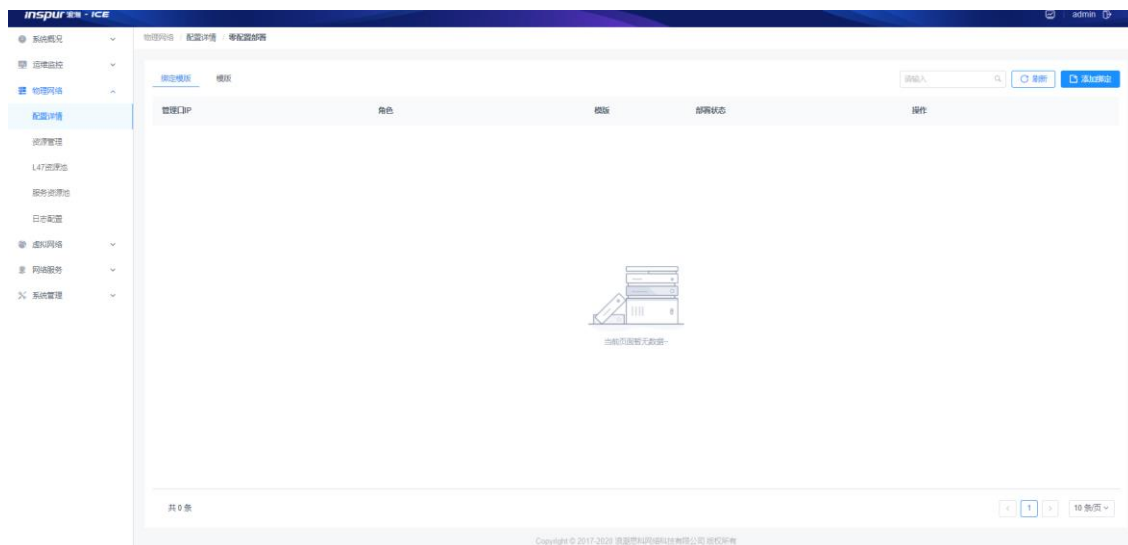 inspur 浪潮 - ICE
admin
系统概况
物理网络 / 配置详情 / 零配置部署
运维监控
绑定模版
模版
请输入
刷新
添加绑定
物理网络
管理口IP
角色
模版
部署状态
操作
配置详情
资源管理
L47资源池
服务资源池
日志配置
虚拟网络
网络服务
系统管理
当前页面暂无数据~
共 0 条
1
10 条/页
Copyright © 2017-2020 浪潮思科网络科技有限公司 版权所有